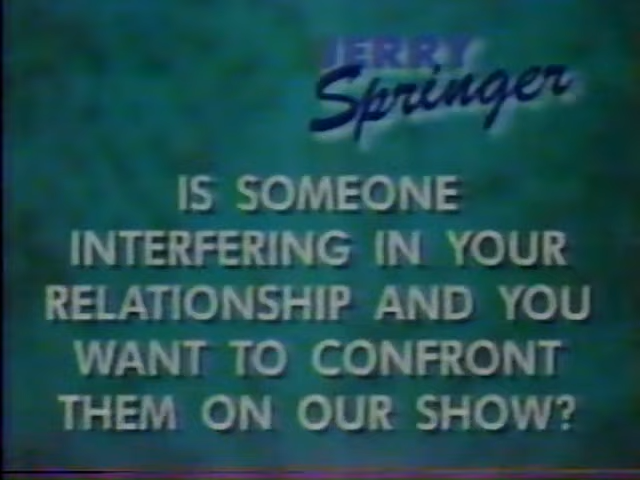 JERRY
Springer
IS SOMEONE
INTERFERING IN YOUR
RELATIONSHIP AND YOU
WANT TO CONFRONT
THEM ON OUR SHOW?